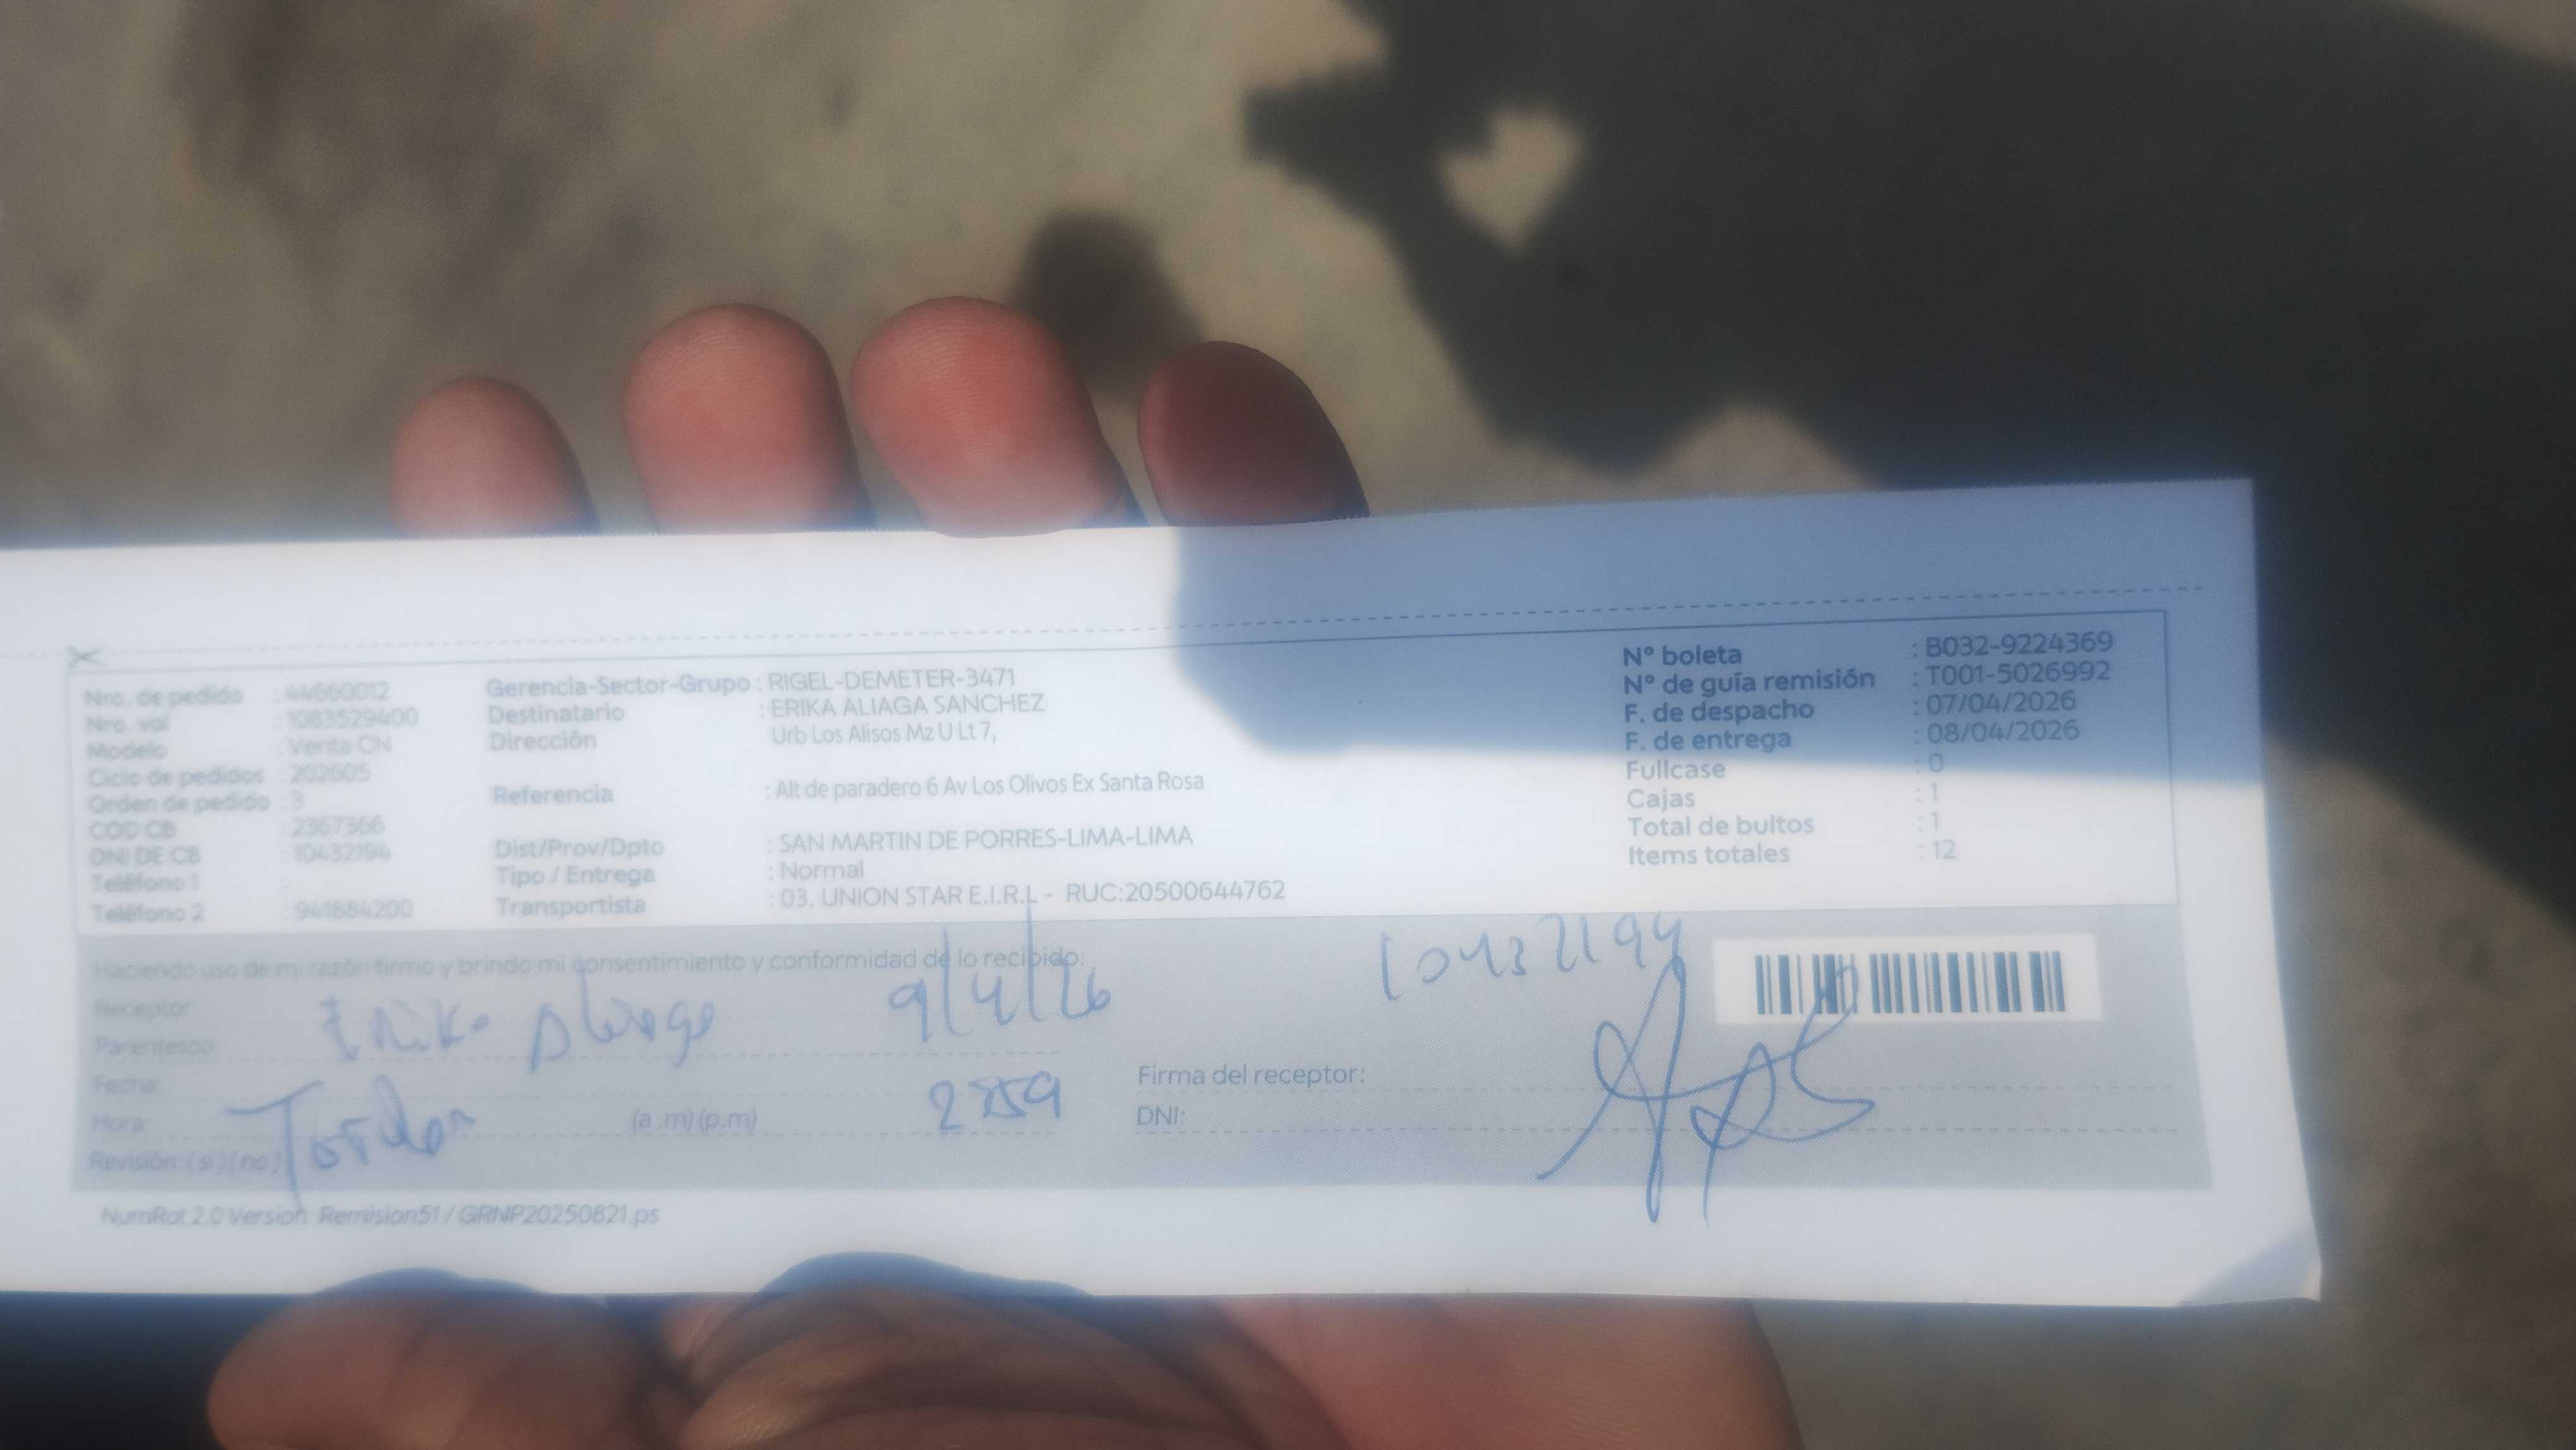 Nro. de pedido : 44660012
Nro. vol : 1083529400
Modelo : Venta CN
Ciclo de pedidos : 202605
Orden de pedido : 3
COD CB : 2367366
DNI DE CB : 10432194
Teléfono 1 :
Teléfono 2 : 941884200
Gerencia-Sector-Grupo : RIGEL-DEMETER-3471
Destinatario : ERIKA ALIAGA SANCHEZ
Dirección Urb Los Alisos Mz U Lt 7,
Referencia : Alt de paradero 6 Av Los Olivos Ex Santa Rosa
Dist/Prov/Dpto : SAN MARTIN DE PORRES-LIMA-LIMA
Tipo / Entrega : Normal
Transportista : 03. UNION STAR E.I.R.L - RUC:20500644762
N° boleta : B032-9224369
N° de guía remisión : T001-5026992
F. de despacho : 07/04/2026
F. de entrega : 08/04/2026
Fullcase : 0
Cajas : 1
Total de bultos : 1
Items totales : 12
Haciendo uso de mi razón firmo y brindo mi consentimiento y conformidad de lo recibido:
10432194
Receptor: Erika Aliaga 9/4/26
Parentesco:
Fecha:
Hora: (a .m) (p.m)
Revisión: (si) (no)
Firma del receptor:
DNI:
NumRat 2.0 Version: Remision51 / GRNP20250821.ps